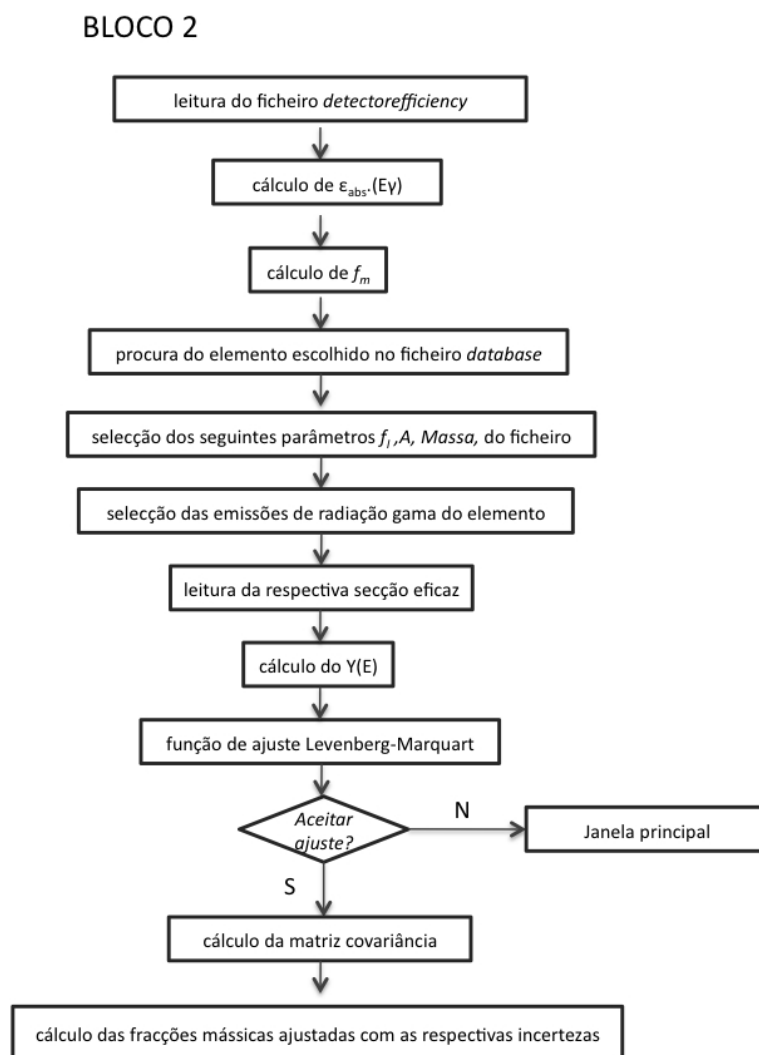 BLOCO 2
leitura do ficheiro detectorefficiency
cálculo de εabs.(Eγ)
cálculo de fm
procura do elemento escolhido no ficheiro database
selecção dos seguintes parâmetros fI ,A, Massa, do ficheiro
selecção das emissões de radiação gama do elemento
leitura da respectiva secção eficaz
cálculo do Y(E)
função de ajuste Levenberg-Marquart
Aceitar
ajuste?
N
Janela principal
S
cálculo da matriz covariância
cálculo das fracções mássicas ajustadas com as respectivas incertezas